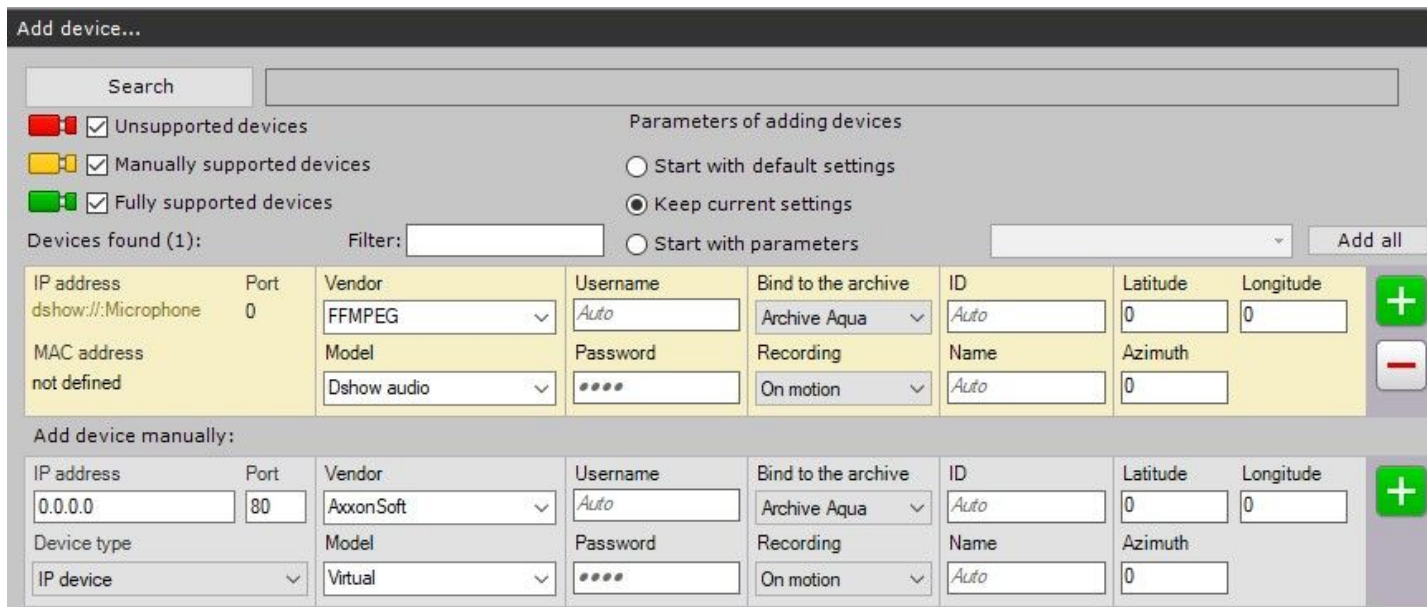 Add device...
Search
Unsupported devices
Parameters of adding devices
Manually supported devices
Start with default settings
Fully supported devices
Keep current settings
Devices found (1):
Filter:
Start with parameters
Add all
IP address Port Vendor Username Bind to the archive ID Latitude Longitude
dshow://:Microphone 0 FFMPEG Auto Archive Aqua Auto 0 0
MAC address Model Password Recording Name Azimuth
not defined Dshow audio •••• On motion Auto 0
Add device manually:
IP address Port Vendor Username Bind to the archive ID Latitude Longitude
0.0.0.0 80 AxxonSoft Auto Archive Aqua Auto 0 0
Device type Model Password Recording Name Azimuth
IP device Virtual •••• On motion Auto 0